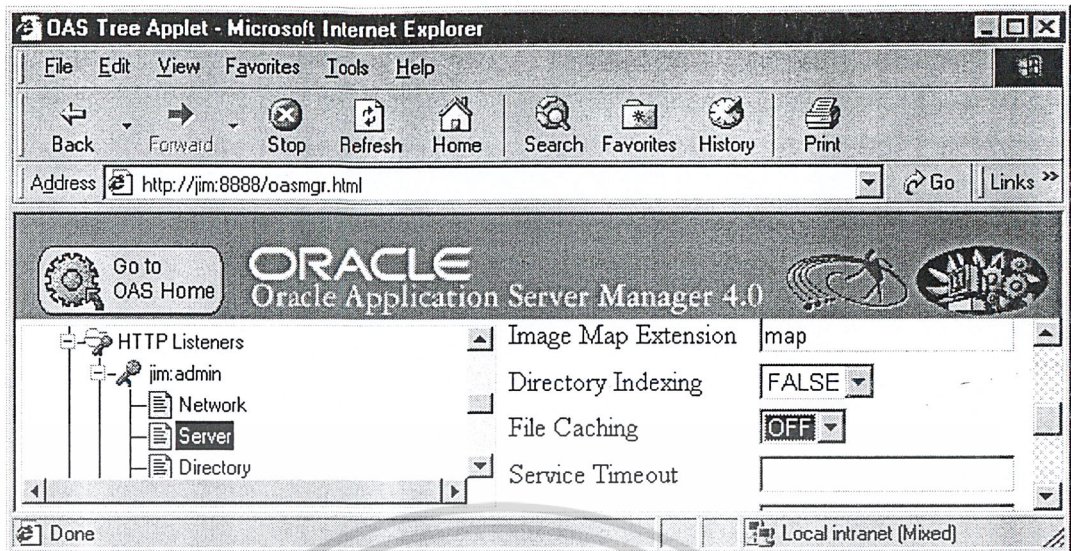 OAS Tree Applet - Microsoft Internet Explorer
File Edit View Favorites Tools Help
Back Forward Stop Refresh Home Search Favorites History Print
Address http://jim:8888/oasmgr.html Go Links »
Go to
OAS Home
ORACLE
Oracle Application Server Manager 4.0
HTTP Listeners
jim:admin
Network
Server
Directory
Image Map Extension map
Directory Indexing FALSE
File Caching OFF
Service Timeout
Done Local intranet (Mixed)